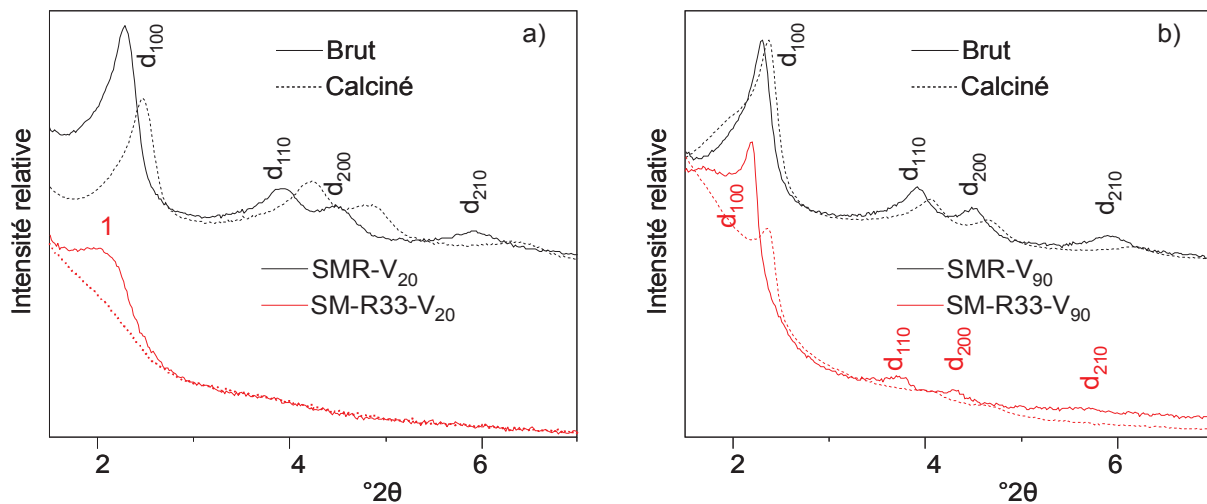 a)
Brut
Calciné
d100
d110
d200
d210
1
SMR-V20
SM-R33-V20
Intensité relative
2
4
6
°2θ
b)
Brut
Calciné
d100
d110
d200
d210
d100
SMR-V90
SM-R33-V90
d110
d200
d210
Intensité relative
2
4
6
°2θ